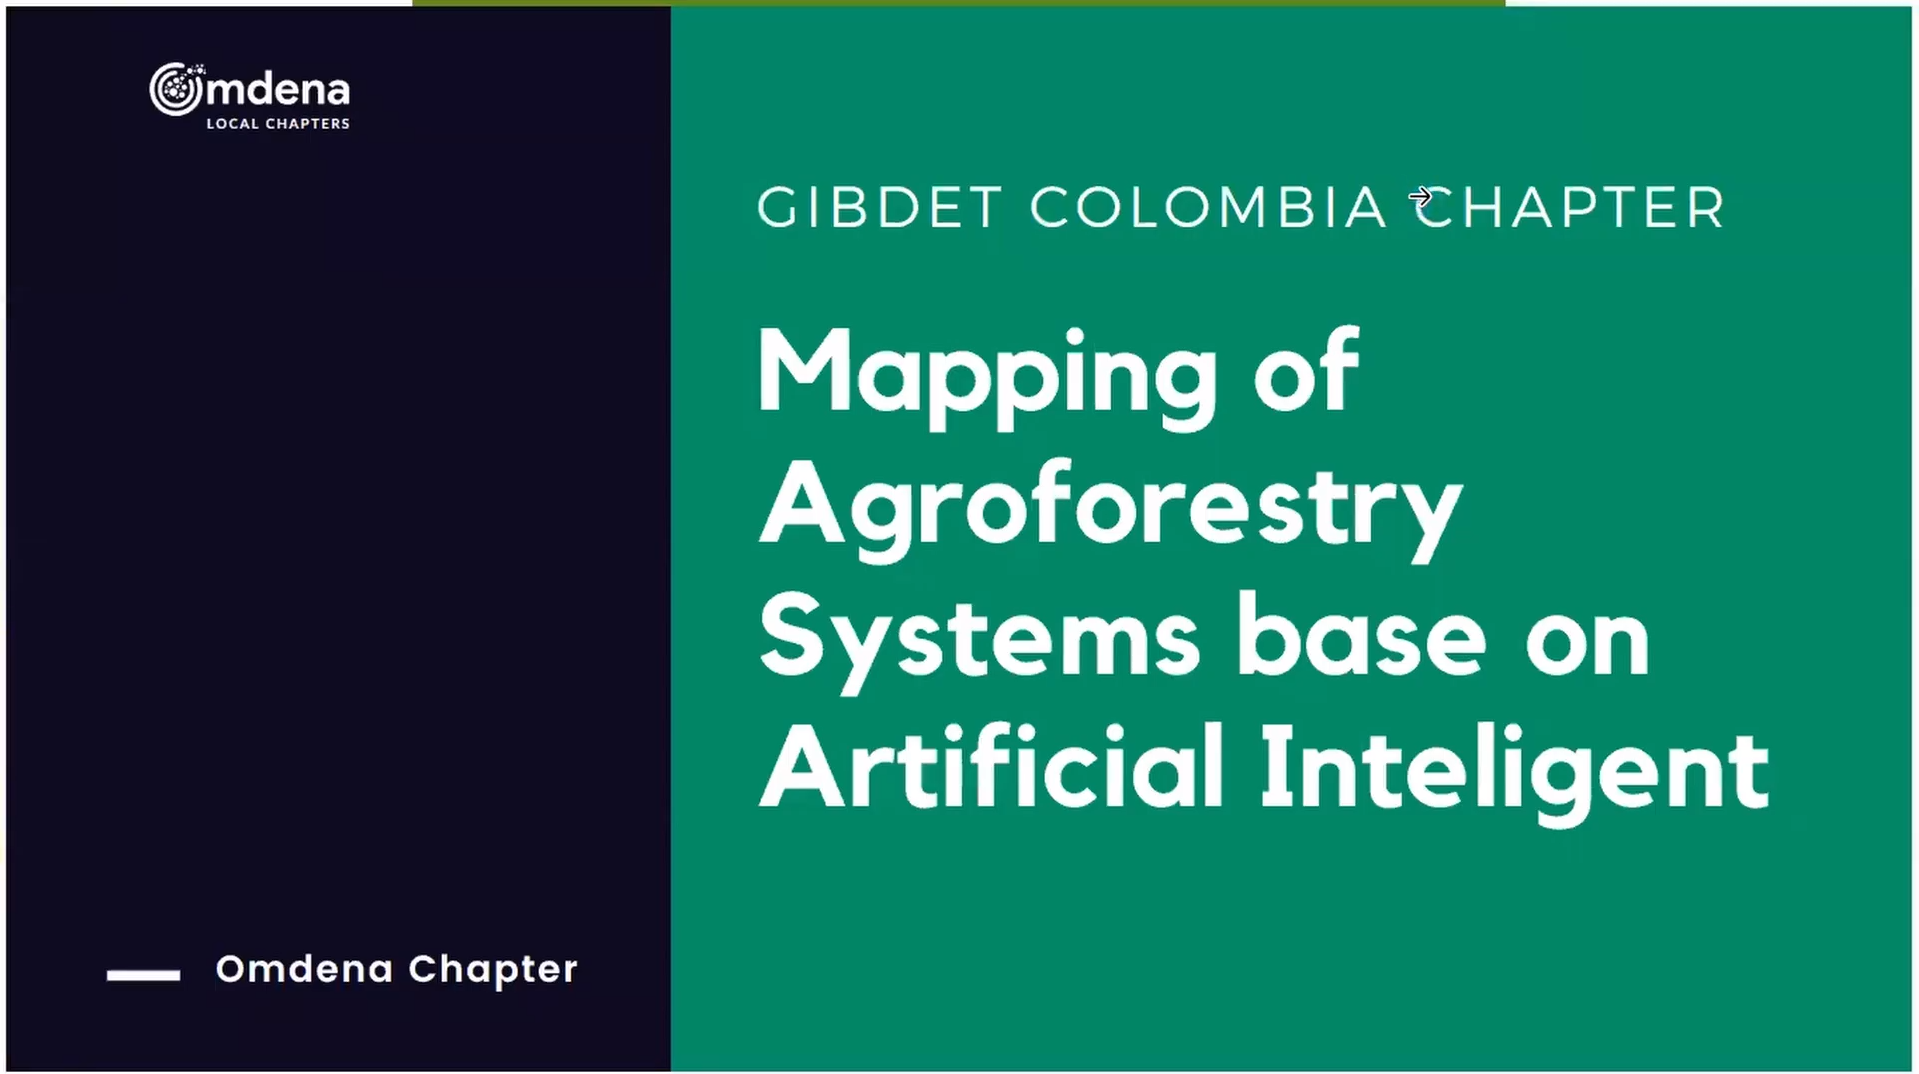 Omdena
LOCAL CHAPTERS
GIBDET COLOMBIA CHAPTER
Mapping of
Agroforestry
Systems base on
Artificial Inteligent
Omdena Chapter